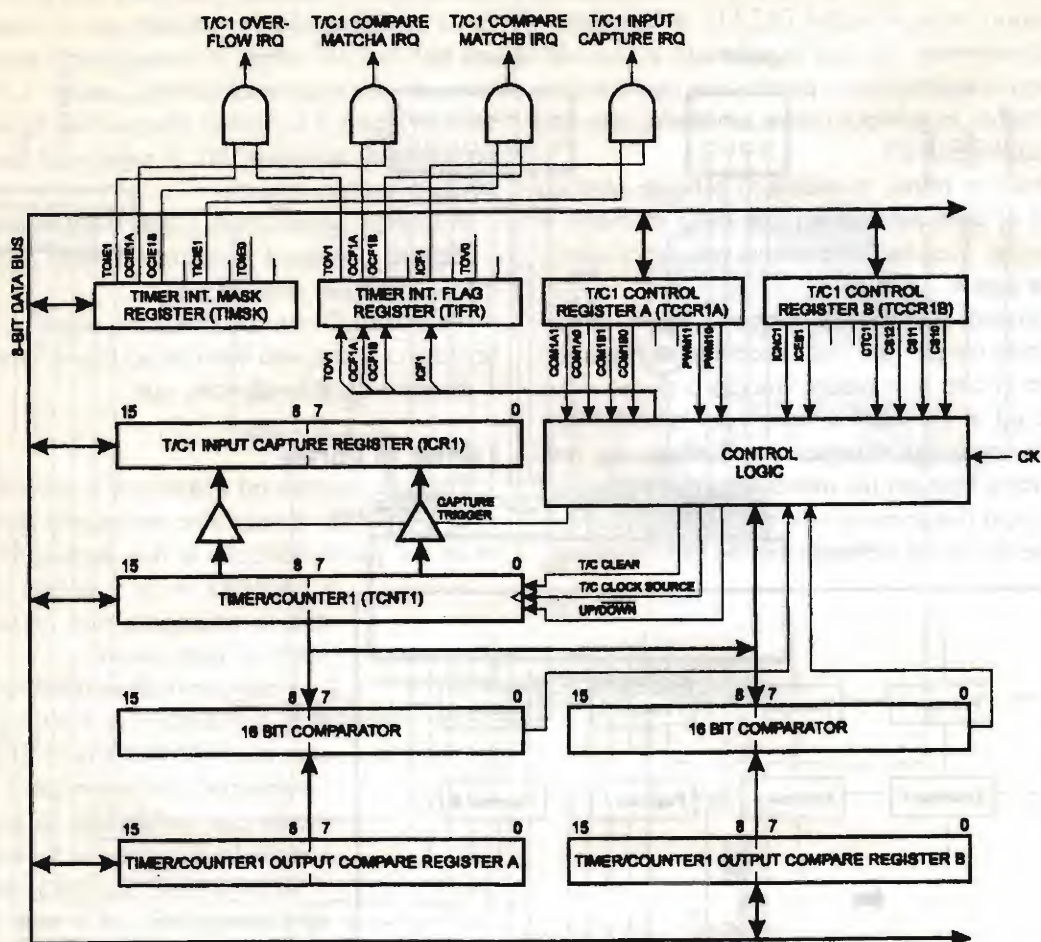 T/C1 OVER-
FLOW IRQ
T/C1 COMPARE
MATCHA IRQ
T/C1 COMPARE
MATCHB IRQ
T/C1 INPUT
CAPTURE IRQ
8-BIT DATA BUS
TOIE1
OCIE1A
OCIE1B
TICIE1
TOIE0
TOV1
OCF1A
OCF1B
ICF1
TOV0
TIMER INT. MASK
REGISTER (TIMSK)
TIMER INT. FLAG
REGISTER (TIFR)
T/C1 CONTROL
REGISTER A (TCCR1A)
T/C1 CONTROL
REGISTER B (TCCR1B)
TOV1
OCF1A
OCF1B
ICF1
COM1A1
COM1A0
COM1B1
COM1B0
PWM11
PWM10
ICNC1
ICES1
CTC1
CS12
CS11
CS10
15 8 7 0
T/C1 INPUT CAPTURE REGISTER (ICR1)
CONTROL
LOGIC
CK
CAPTURE
TRIGGER
15 8 7 0
TIMER/COUNTER1 (TCNT1)
T/C CLEAR
T/C CLOCK SOURCE
UP/DOWN
15 8 7 0
16 BIT COMPARATOR
15 8 7 0
16 BIT COMPARATOR
15 8 7 0
TIMER/COUNTER1 OUTPUT COMPARE REGISTER A
15 8 7 0
TIMER/COUNTER1 OUTPUT COMPARE REGISTER B